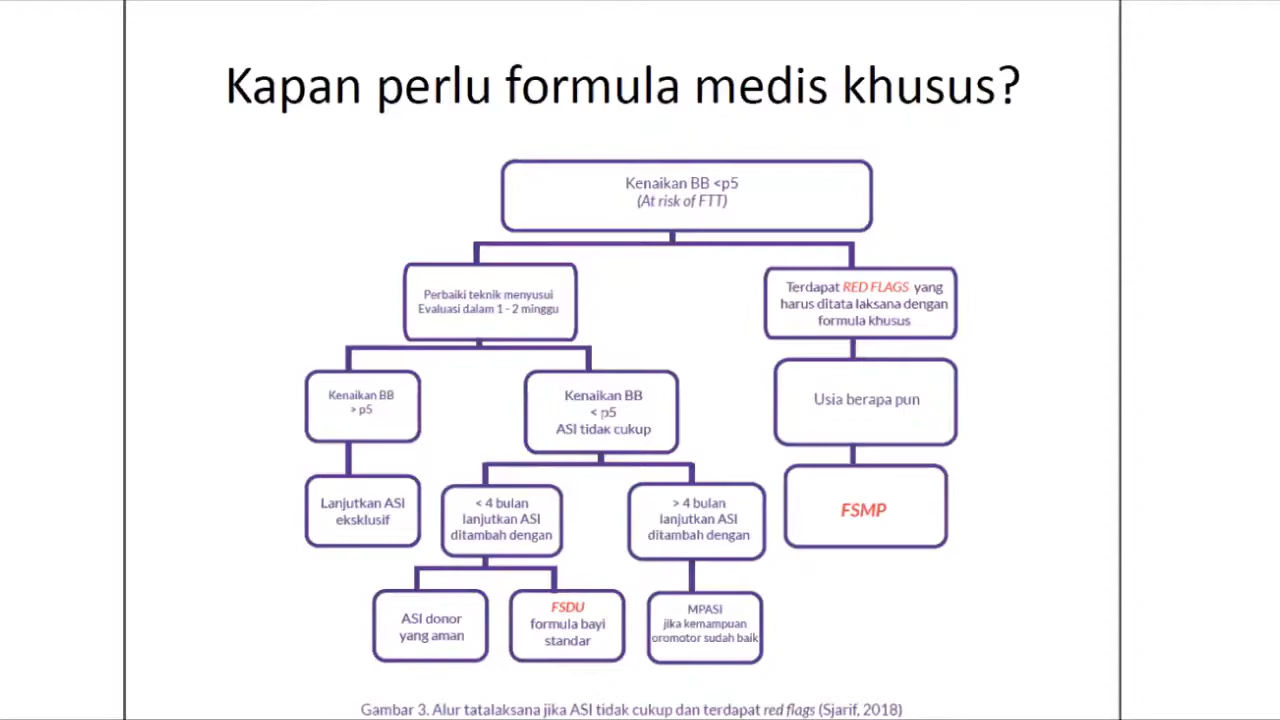 Kapan perlu formula medis khusus?
Kenaikan BB <p5
(At risk of FTT)
Perbaiki teknik menyusui
Evaluasi dalam 1 - 2 minggu
Terdapat RED FLAGS yang
harus ditata laksana dengan
formula khusus
Kenaikan BB
> p5
Kenaikan BB
< p5
ASI tidak cukup
Usia berapa pun
Lanjutkan ASI
eksklusif
< 4 bulan
lanjutkan ASI
ditambah dengan
> 4 bulan
lanjutkan ASI
ditambah dengan
FSMP
ASI donor
yang aman
FSDU
formula bayi
standar
MPASI
jika kemampuan
oromotor sudah baik
Gambar 3. Alur tatalaksana jika ASI tidak cukup dan terdapat red flags (Sjarif, 2018)